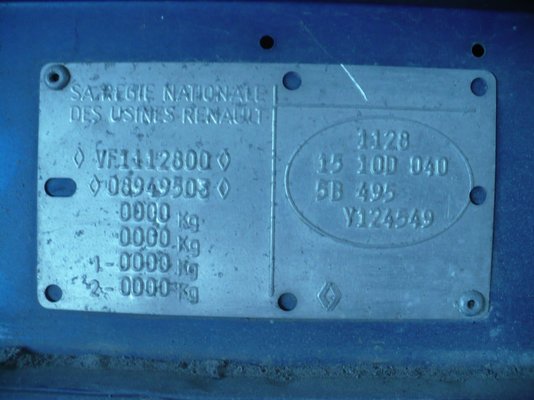 SA.REGIE NATIONALE
DES USINES RENAULT
VF1112800
08949503
0000 Kg
0000 Kg
1-0000 Kg
2-0000 Kg
1128
15 10D 040
5B 495
Y124549